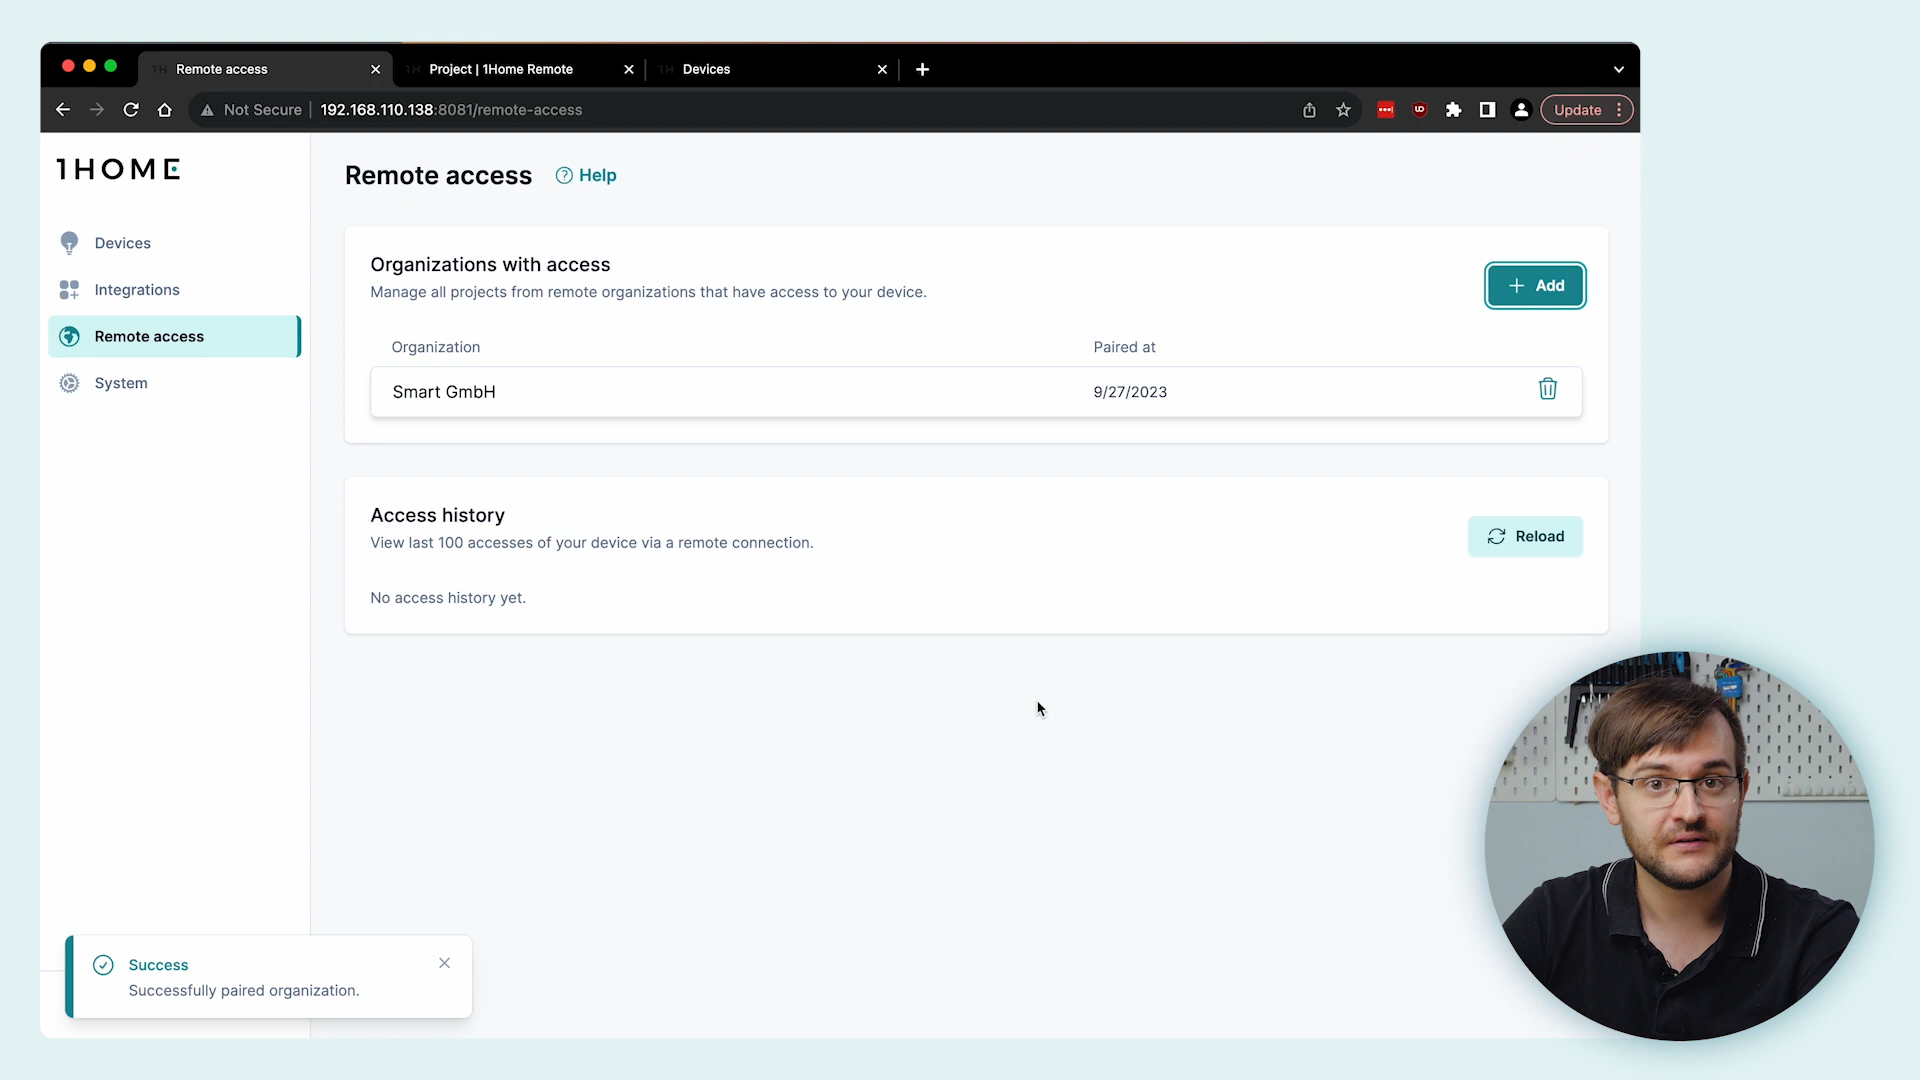 Remote access
Project | 1Home Remote
Devices
Not Secure
192.168.110.138:8081/remote-access
Update
1HOME
Remote access
Help
Devices
Integrations
Remote access
System
Organizations with access
Manage all projects from remote organizations that have access to your device.
Add
Organization
Paired at
Smart GmbH
9/27/2023
Access history
View last 100 accesses of your device via a remote connection.
Reload
No access history yet.
Success
Successfully paired organization.